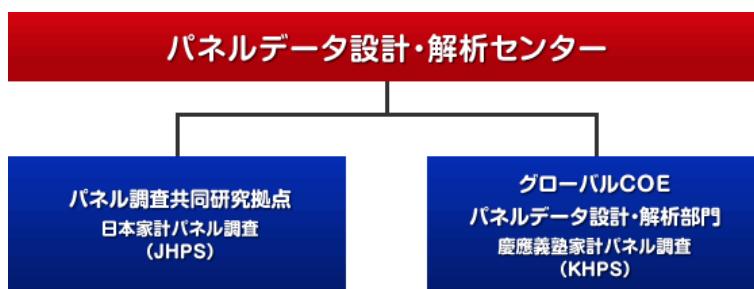 パネルデータ設計・解析センター
パネル調査共同研究拠点
日本家計パネル調査
(JHPS)
グローバルCOE
パネルデータ設計・解析部門
慶應義塾家計パネル調査
(KHPS)